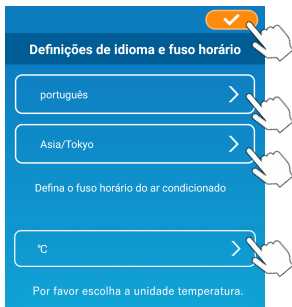 Definições de idioma e fuso horário
português
Asia/Tokyo
Defina o fuso horário do ar condicionado
℃
Por favor escolha a unidade temperatura.